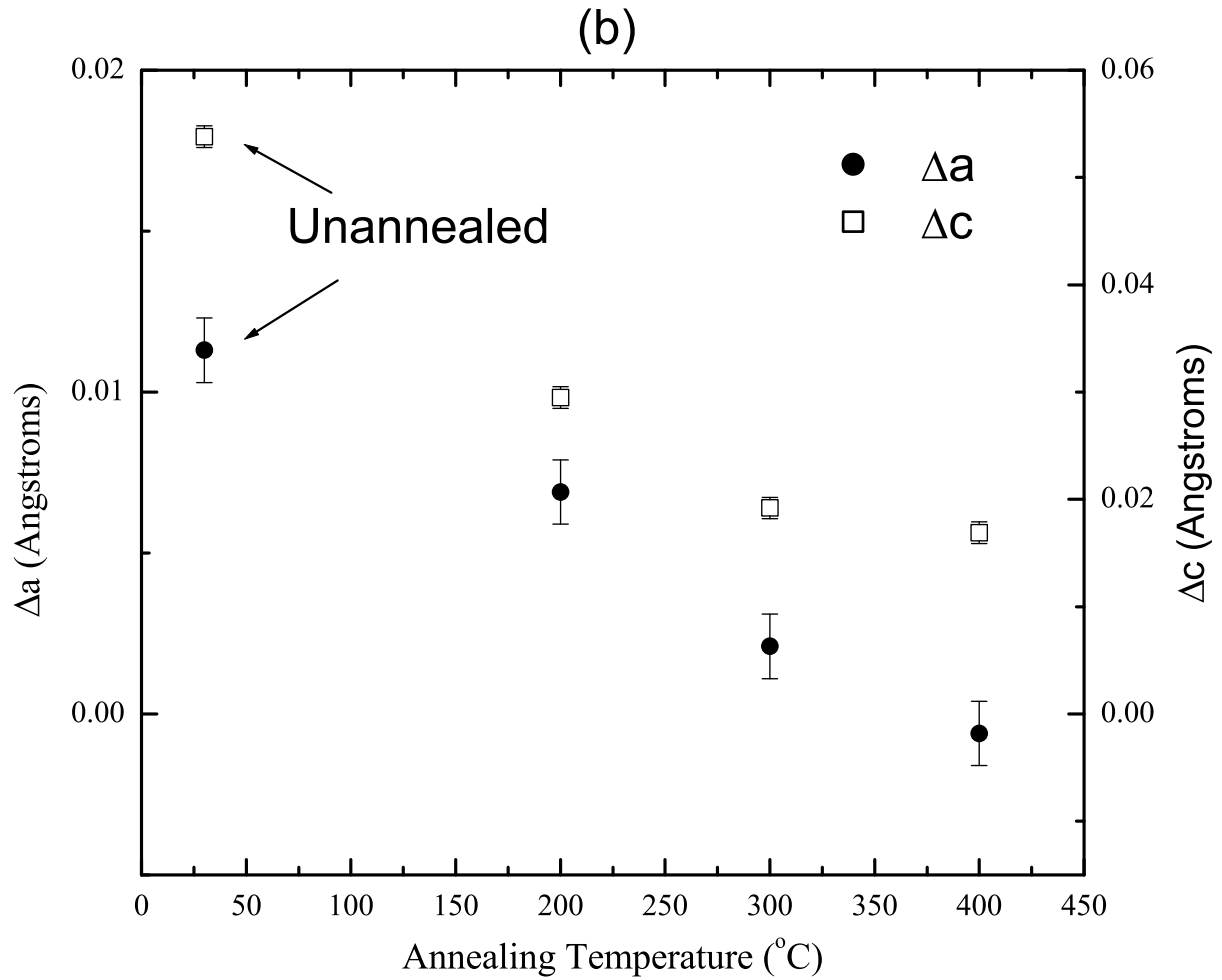 (b)
0.02
0.06
Δa
Δc
Unannealed
0.04
0.01
0.02
0.00
0.00
Δa (Angstroms)
Δc (Angstroms)
0 50 100 150 200 250 300 350 400 450
Annealing Temperature (°C)